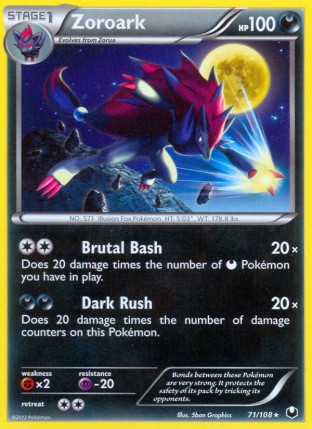 STAGE1
Zoroark
HP100
Evolves from Zorua
NO. 571 Illusion Fox Pokémon HT. 5'03" WT. 178.8 lbs.
Brutal Bash 20×
Does 20 damage times the number of Pokémon
you have in play.
Dark Rush 20×
Does 20 damage times the number of damage
counters on this Pokémon.
weakness
×2
resistance
-20
retreat
Bonds between these Pokémon
are very strong. It protects the
safety of its pack by tricking its
opponents.
©2012 Pokémon
Illus. 5ban Graphics
71/108★